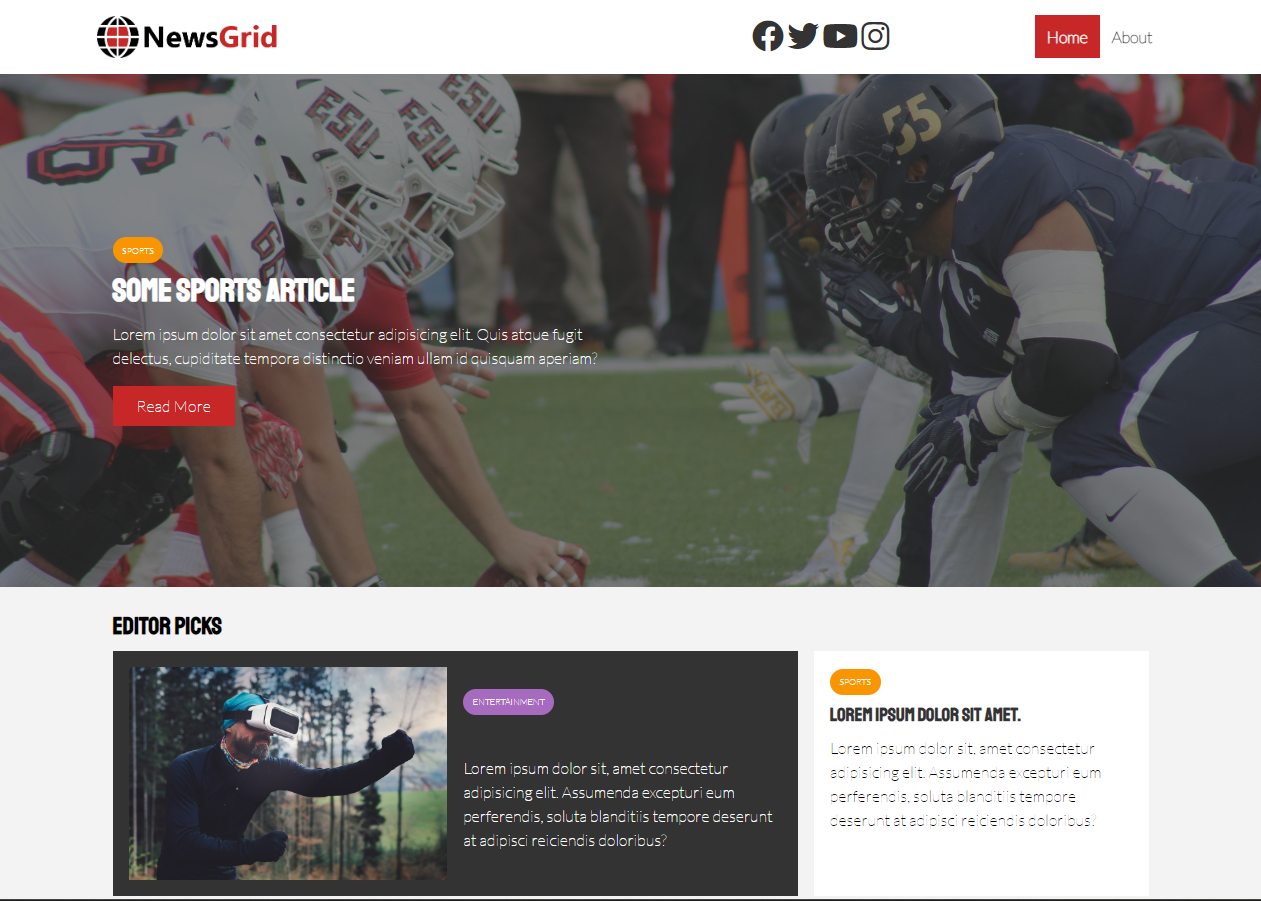 NewsGrid
Home
About
ESU
ESU
ESU
55
SPORTS
SOME SPORTS ARTICLE
Lorem ipsum dolor sit amet consectetur adipisicing elit. Quis atque fugit
delectus, cupiditate tempora distinctio veniam ullam id quisquam aperiam?
Read More
EDITOR PICKS
ENTERTAINMENT
Lorem ipsum dolor sit, amet consectetur
adipisicing elit. Assumenda excepturi eum
perferendis, soluta blanditiis tempore deserunt
at adipisci reiciendis doloribus?
SPORTS
LOREM IPSUM DOLOR SIT AMET.
Lorem ipsum dolor sit, amet consectetur
adipisicing elit. Assumenda excepturi eum
perferendis, soluta blanditiis tempore
deserunt at adipisci reiciendis doloribus?